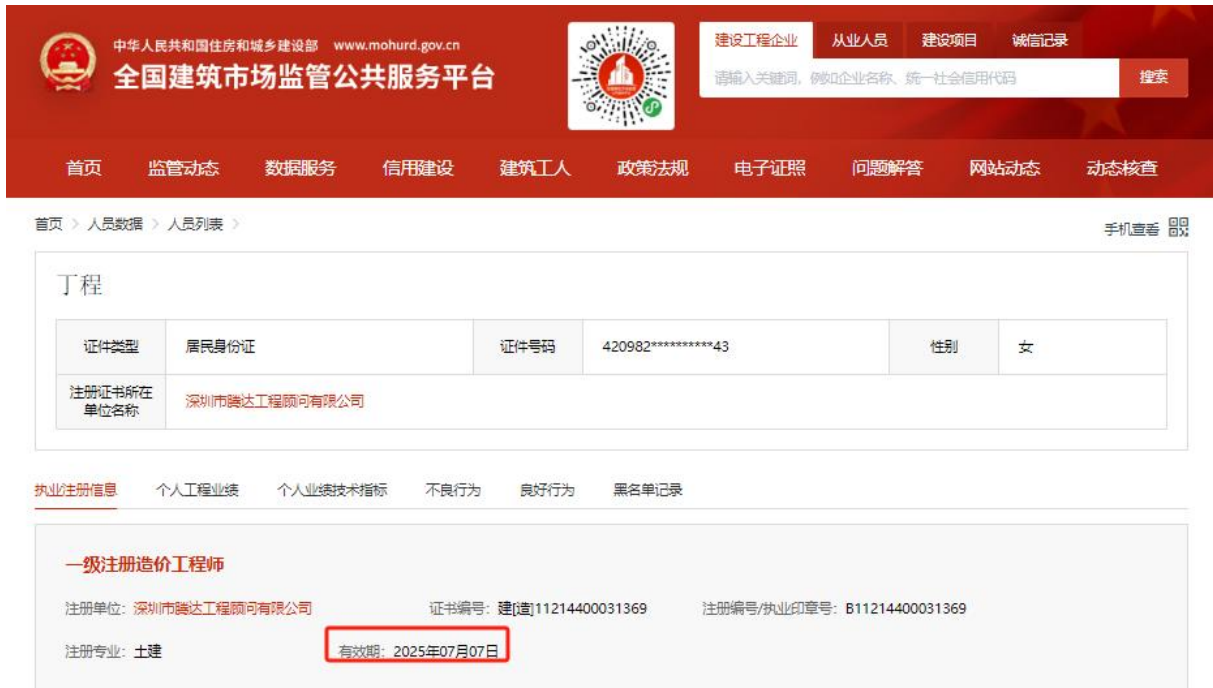 中华人民共和国住房和城乡建设部 www.mohurd.gov.cn
全国建筑市场监管公共服务平台
建设工程企业 从业人员 建设项目 诚信记录
请输入关键词,例如企业名称、统一社会信用代码 搜索
首页 监管动态 数据服务 信用建设 建筑工人 政策法规 电子证照 问题解答 网站动态 动态核查
首页 > 人员数据 > 人员列表 >
手机查看
丁程
证件类型 居民身份证 证件号码 420982**********43 性别 女
注册证书所在
单位名称
深圳市腾达工程顾问有限公司
执业注册信息 个人工程业绩 个人业绩技术指标 不良行为 良好行为 黑名单记录
一级注册造价工程师
注册单位:深圳市腾达工程顾问有限公司 证书编号:建[造]11214400031369 注册编号/执业印章号:B11214400031369
注册专业:土建 有效期:2025年07月07日